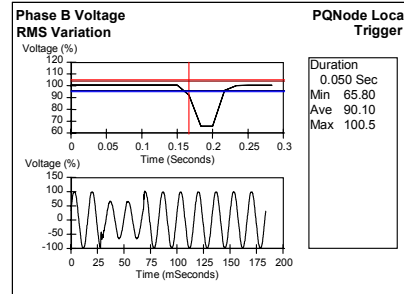 Phase B Voltage
RMS Variation
PQNode Loca
Trigger
Voltage (%)
120
110
100
90
80
70
60
0 0.05 0.1 0.15 0.2 0.25 0.3
Time (Seconds)
Duration
0.050 Sec
Min 65.80
Ave 90.10
Max 100.5
Voltage (%)
150
100
50
0
-50
-100
0 25 50 75 100 125 150 175 200
Time (mSeconds)